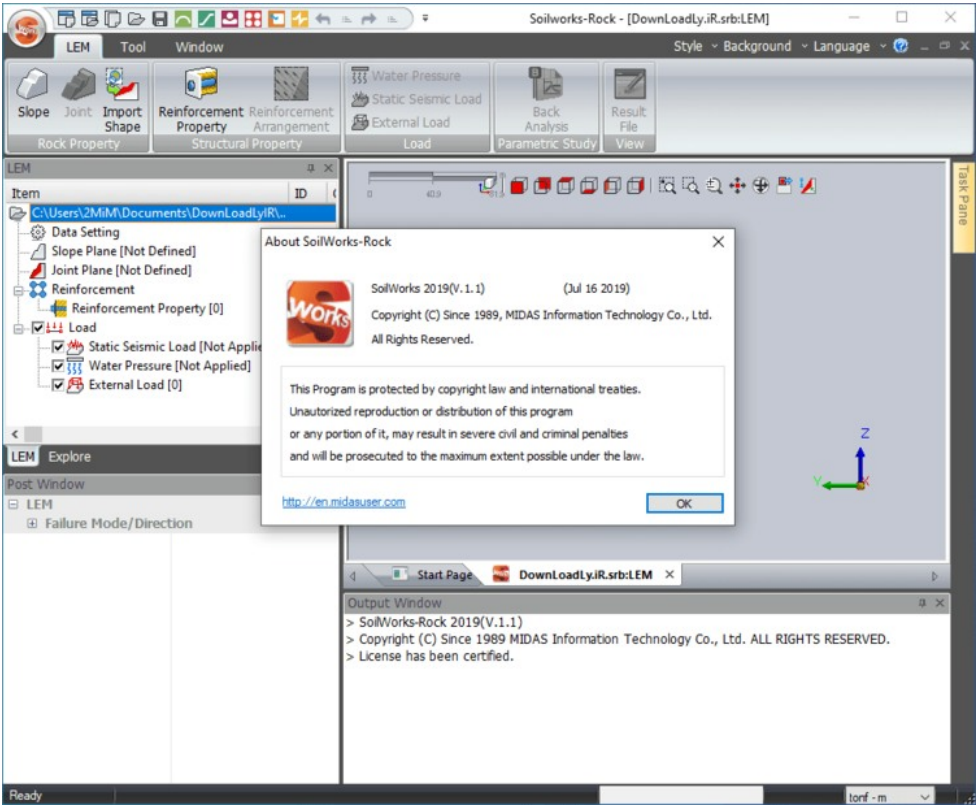 Soilworks-Rock - [DownLoadLy.iR.srb:LEM]
LEM Tool Window Style Background Language
Slope Joint Import Shape
Rock Property
Reinforcement Property Reinforcement Arrangement
Structural Property
Water Pressure
Static Seismic Load
External Load
Load
Back Analysis
Parametric Study
Result File
View
LEM
Item ID
C:\Users\2MiM\Documents\DownLoadLyIR\..
Data Setting
Slope Plane [Not Defined]
Joint Plane [Not Defined]
Reinforcement
Reinforcement Property [0]
Load
Static Seismic Load [Not Applie
Water Pressure [Not Applied]
External Load [0]
LEM Explore
Post Window
LEM
Failure Mode/Direction
0 40.9
Task Pane
About SoilWorks-Rock
Works
SoilWorks 2019(V.1.1) (Jul 16 2019)
Copyright (C) Since 1989, MIDAS Information Technology Co., Ltd.
All Rights Reserved.
This Program is protected by copyright law and international treaties.
Unautorized reproduction or distribution of this program
or any portion of it, may result in severe civil and criminal penalties
and will be prosecuted to the maximum extent possible under the law.
http://en.midasuser.com
OK
Z
Y
Start Page DownLoadLy.iR.srb:LEM
Output Window
> SoilWorks-Rock 2019(V.1.1)
> Copyright (C) Since 1989 MIDAS Information Technology Co., Ltd. ALL RIGHTS RESERVED.
> License has been certified.
Ready
tonf - m